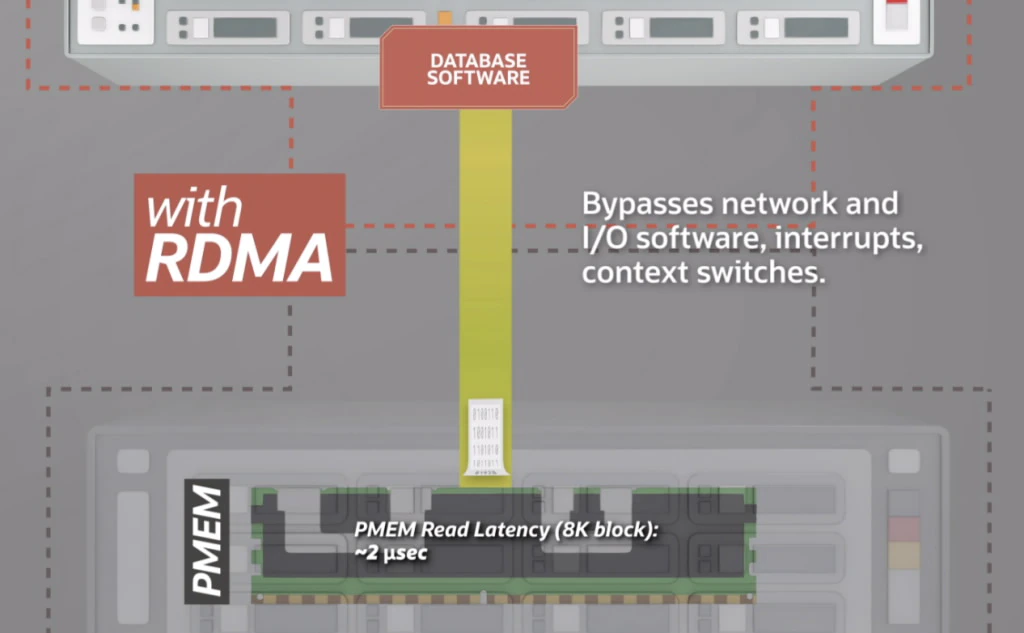 DATABASE
SOFTWARE
with
RDMA
Bypasses network and
I/O software, interrupts,
context switches.
PMEM
PMEM Read Latency (8K block):
~2 µsec